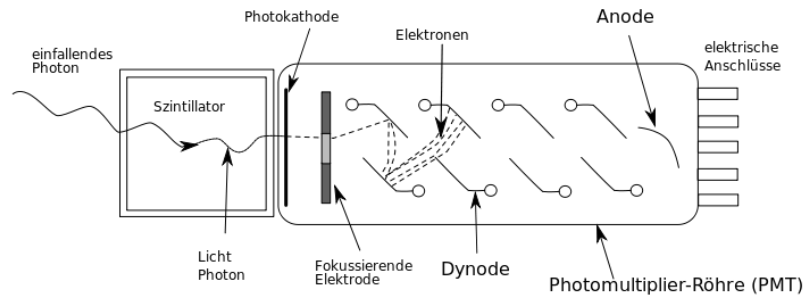 Photokathode
Anode
Elektronen
einfallendes
Photon
elektrische
Anschlüsse
Szintillator
Licht
Photon
Fokussierende
Elektrode
Dynode
Photomultiplier-Röhre (PMT)